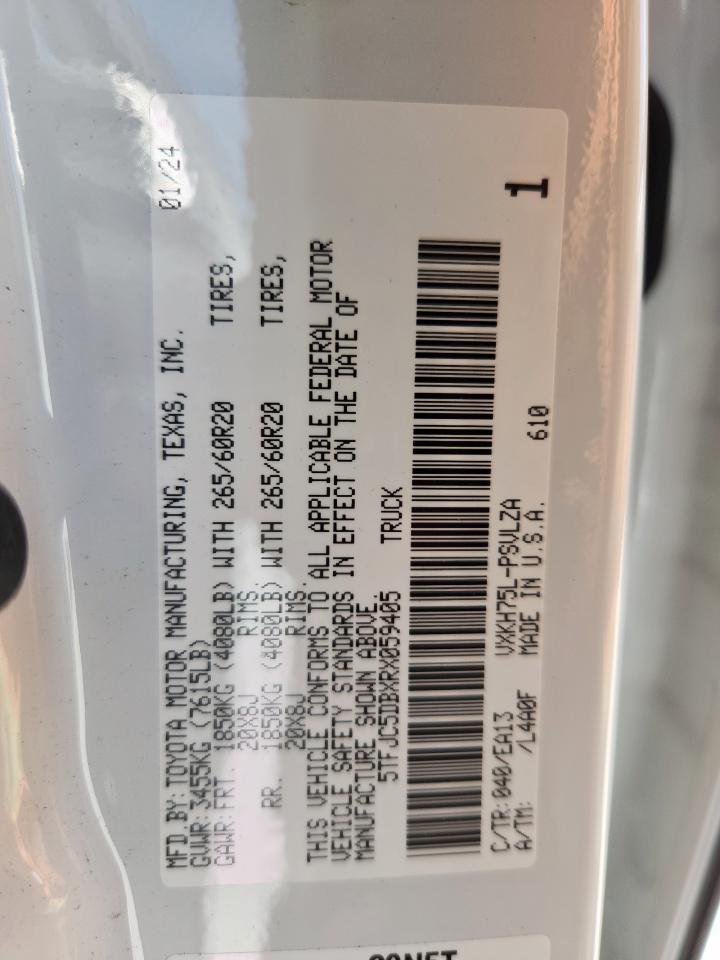 MFD.BY: TOYOTA MOTOR MANUFACTURING, TEXAS, INC. 01/24
GVWR: 3455KG (7615LB)
GAWR: FRT. 1850KG (4080LB) WITH 265/60R20 TIRES,
20X8J RIMS.
RR. 1850KG (4080LB) WITH 265/60R20 TIRES,
20X8J RIMS.
THIS VEHICLE CONFORMS TO ALL APPLICABLE FEDERAL MOTOR
VEHICLE SAFETY STANDARDS IN EFFECT ON THE DATE OF
MANUFACTURE SHOWN ABOVE.
5TFJC5DBXRX059405 TRUCK
1
C/TR: 040/EA13 VXKH75L-PSVLZA 610
A/TM: /L4A0F MADE IN U.S.A.